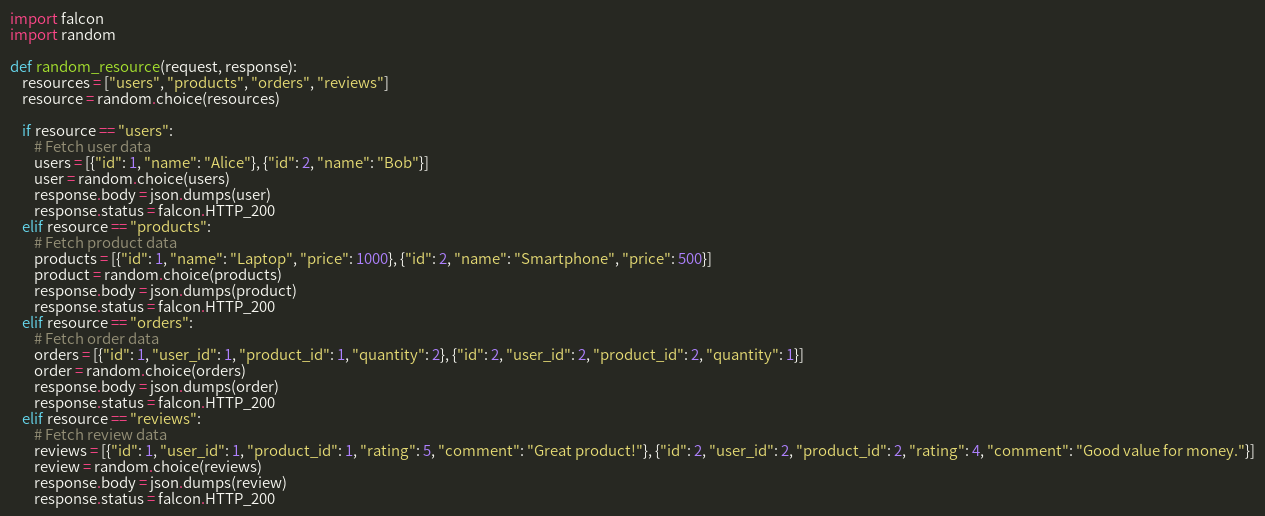 import falcon
import random

def random_resource(request, response):
    resources = ["users", "products", "orders", "reviews"]
    resource = random.choice(resources)

    if resource == "users":
        # Fetch user data
        users = [{"id": 1, "name": "Alice"}, {"id": 2, "name": "Bob"}]
        user = random.choice(users)
        response.body = json.dumps(user)
        response.status = falcon.HTTP_200
    elif resource == "products":
        # Fetch product data
        products = [{"id": 1, "name": "Laptop", "price": 1000}, {"id": 2, "name": "Smartphone", "price": 500}]
        product = random.choice(products)
        response.body = json.dumps(product)
        response.status = falcon.HTTP_200
    elif resource == "orders":
        # Fetch order data
        orders = [{"id": 1, "user_id": 1, "product_id": 1, "quantity": 2}, {"id": 2, "user_id": 2, "product_id": 2, "quantity": 1}]
        order = random.choice(orders)
        response.body = json.dumps(order)
        response.status = falcon.HTTP_200
    elif resource == "reviews":
        # Fetch review data
        reviews = [{"id": 1, "user_id": 1, "product_id": 1, "rating": 5, "comment": "Great product!"}, {"id": 2, "user_id": 2, "product_id": 2, "rating": 4, "comment": "Good value for money."}]
        review = random.choice(reviews)
        response.body = json.dumps(review)
        response.status = falcon.HTTP_200